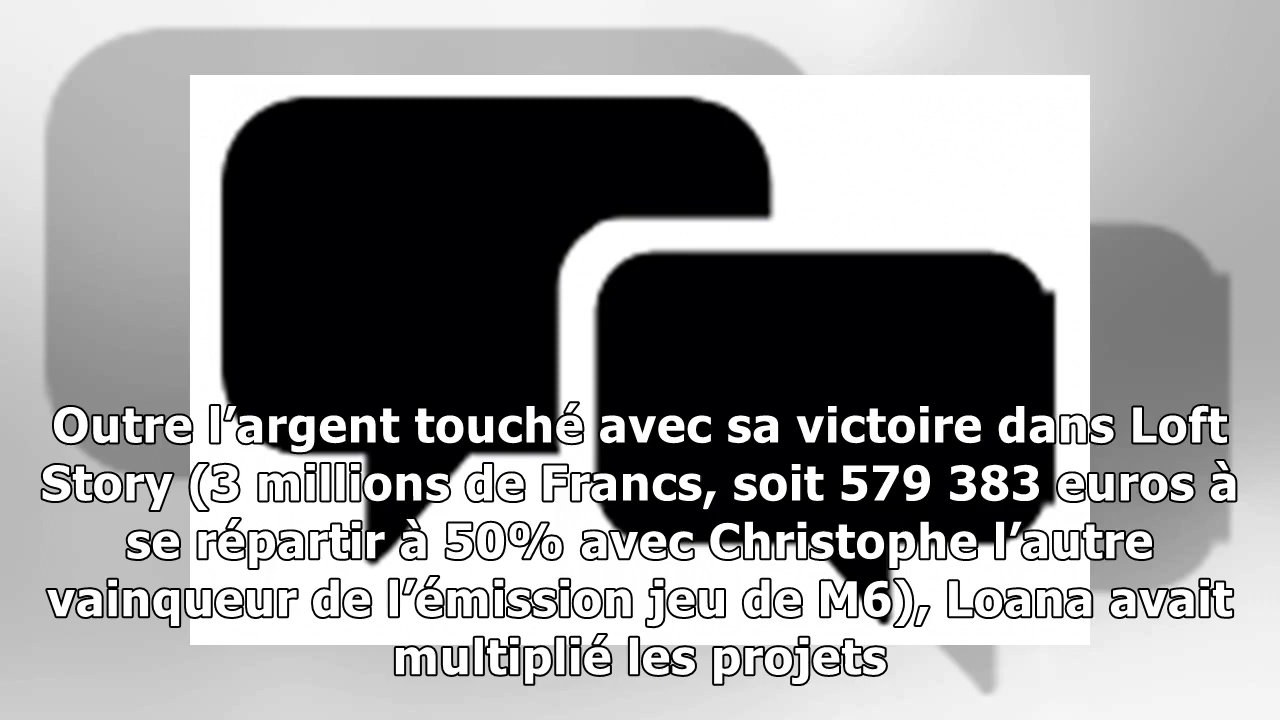 Outre l’argent touché avec sa victoire dans Loft
Story (3 millions de Francs, soit 579 383 euros à
se répartir à 50% avec Christophe l’autre
vainqueur de l’émission jeu de M6), Loana avait
multiplié les projets